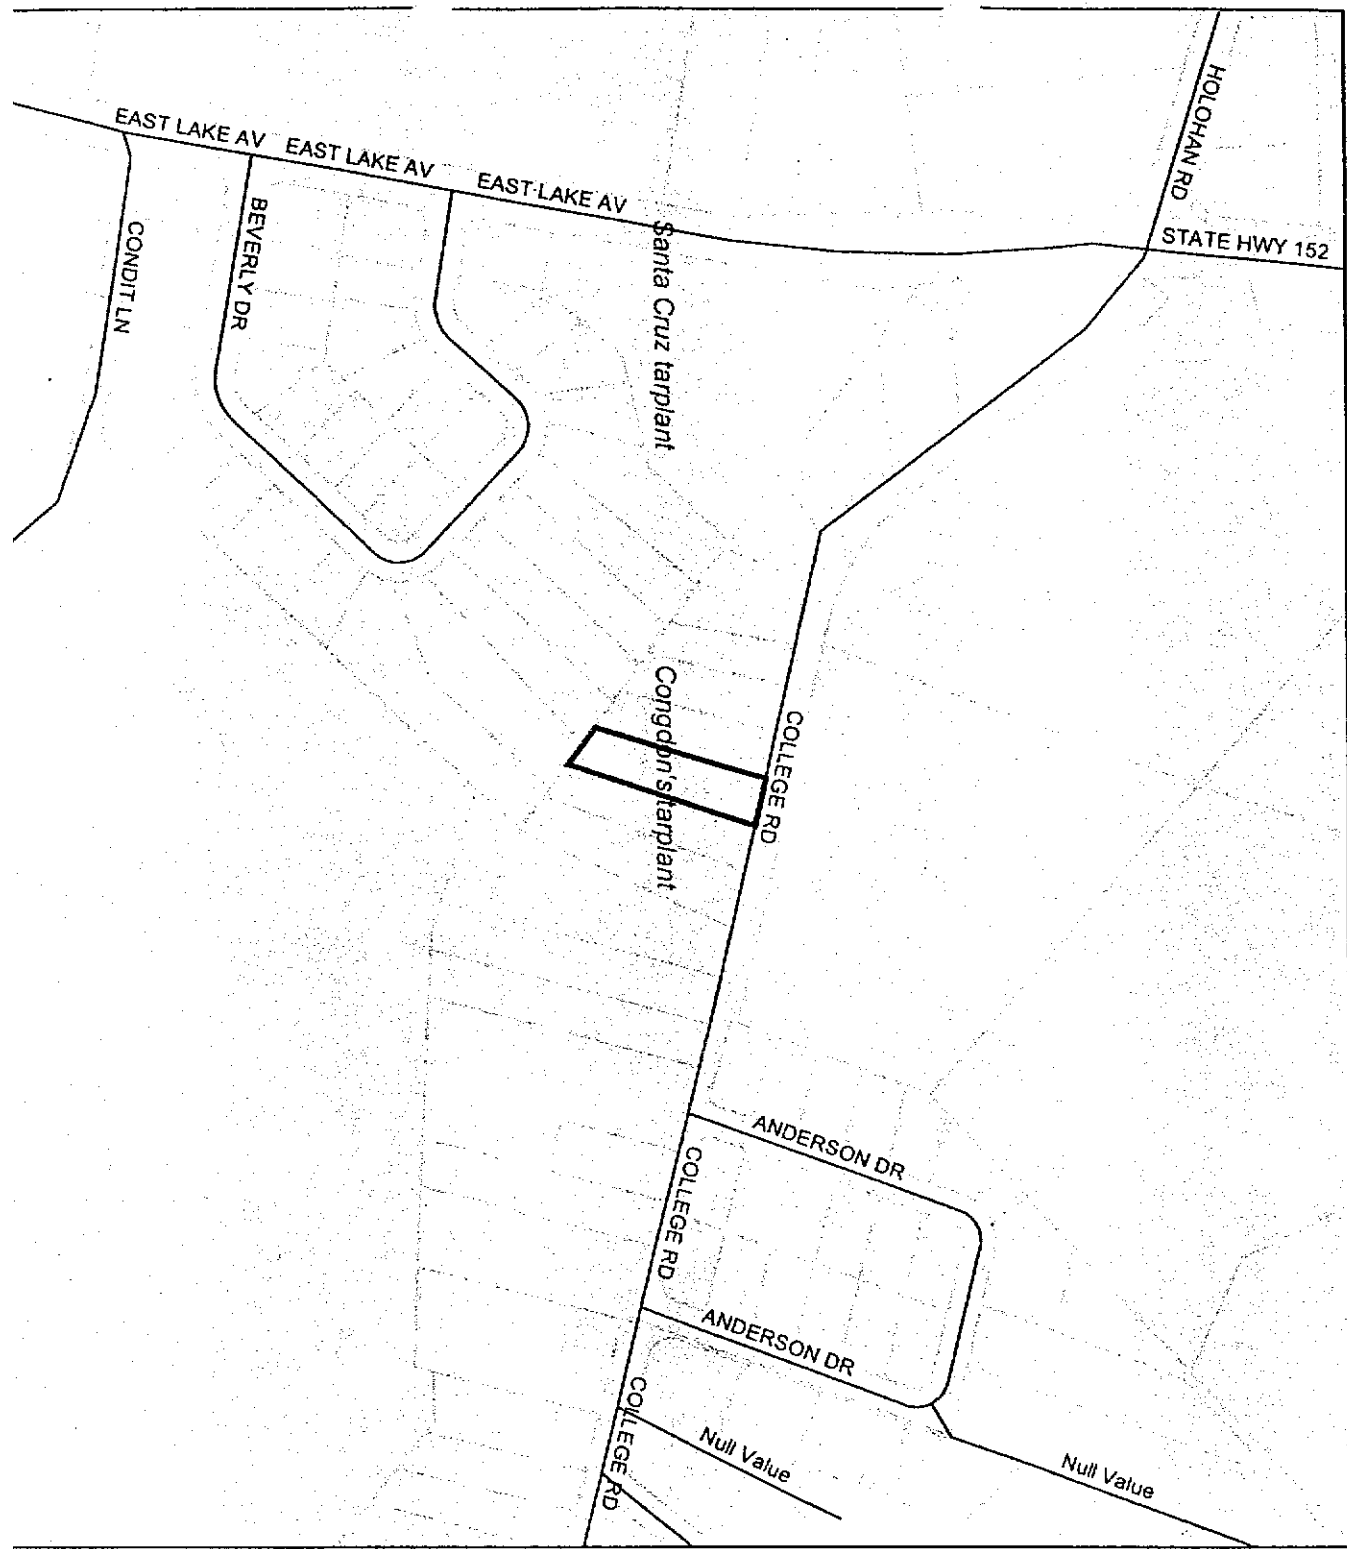 HOLOHAN RD
EAST LAKE AV
EAST LAKE AV
EAST LAKE AV
STATE HWY 152
CONDIT LN
BEVERLY DR
Santa Cruz tarplant
Congdon's tarplant
COLLEGE RD
ANDERSON DR
COLLEGE RD
ANDERSON DR
COLLEGE RD
Null Value
Null Value